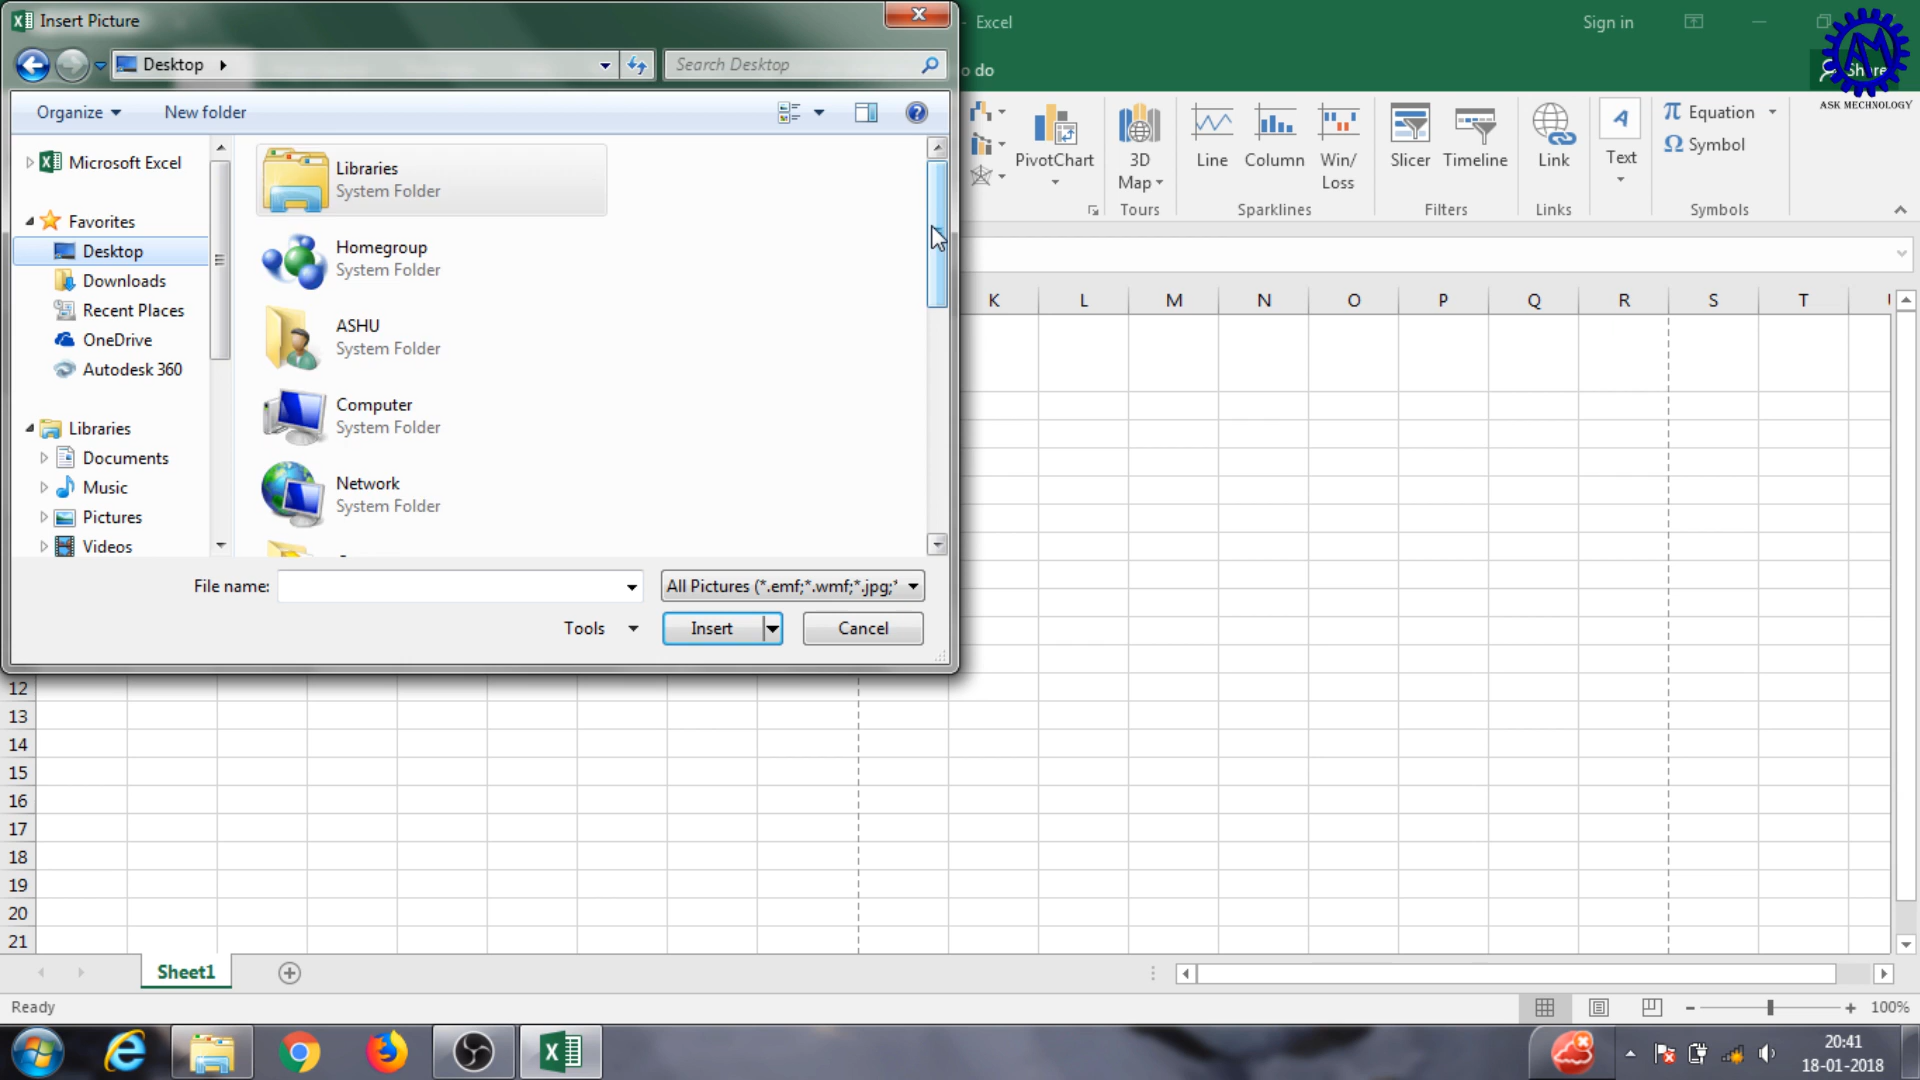 Insert Picture
Excel
Sign in
Desktop
Search Desktop
o do
Share
ASK MECHNOLOGY
Organize
New folder
Microsoft Excel
Favorites
Desktop
Downloads
Recent Places
OneDrive
Autodesk 360
Libraries
Documents
Music
Pictures
Videos
Libraries
System Folder
Homegroup
System Folder
ASHU
System Folder
Computer
System Folder
Network
System Folder
File name:
All Pictures (*.emf;*.wmf;*.jpg;*
Tools
Insert
Cancel
PivotChart
3D
Map
Tours
Line
Column
Win/
Loss
Sparklines
Slicer
Timeline
Filters
Link
Links
A
Text
π Equation
Ω Symbol
Symbols
K L M N O P Q R S T
12
13
14
15
16
17
18
19
20
21
Sheet1
Ready
100%
20:41
18-01-2018